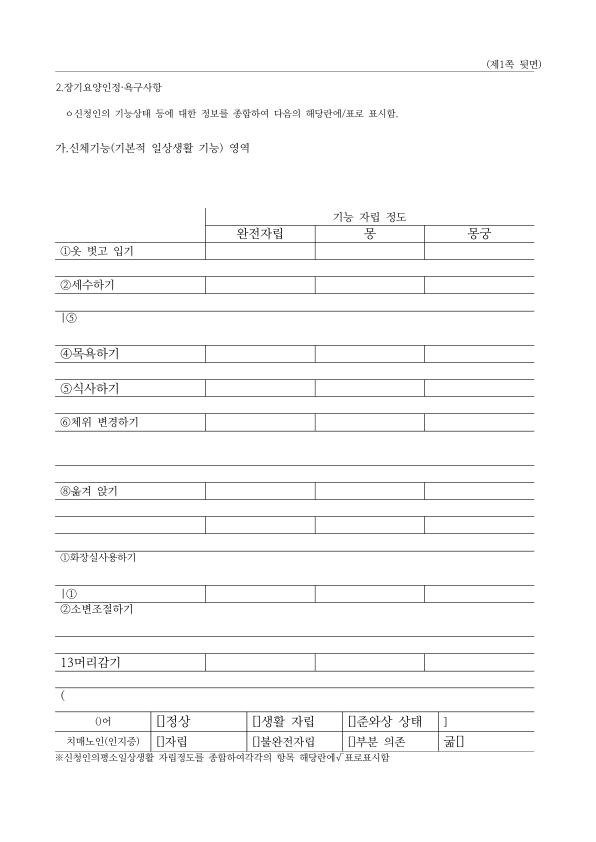 (제1쪽 뒷면)
2.장기요양인정·욕구사항
ㅇ신청인의 기능상태 등에 대한 정보를 종합하여 다음의 해당란에/표로 표시함.
가.신체기능(기본적 일상생활 기능) 영역
기능 자립 정도
완전자립 몽 몽궁
①옷 벗고 입기
②세수하기
|⑤
④목욕하기
⑤식사하기
⑥체위 변경하기
⑧옮겨 앉기
①화장실사용하기
|①
②소변조절하기
13머리감기
(
()어 []정상 []생활 자립 []준와상 상태 ]
치매노인(인지증) []자립 []불완전자립 []부분 의존 굶[]
※신청인의평소일상생활 자립정도를 종합하여각각의 항목 해당란에√표로표시함